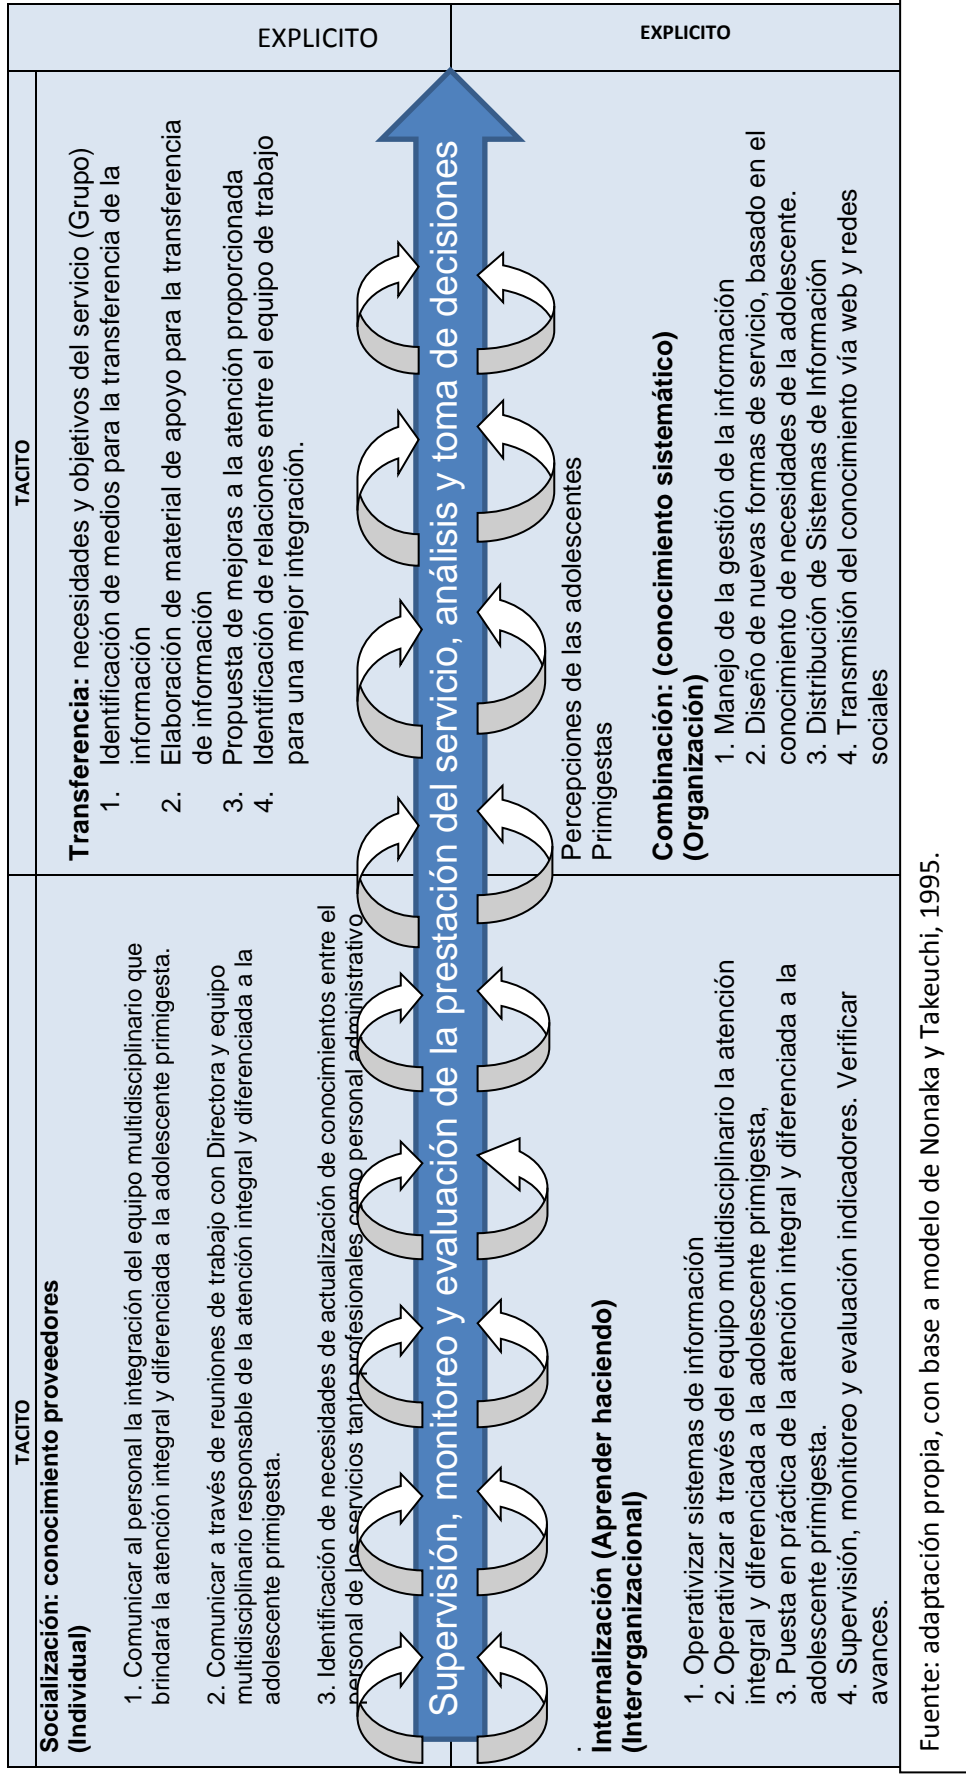 TACITO
TACITO
Socialización: conocimiento proveedores
(Individual)
1. Comunicar al personal la integración del equipo multidisciplinario que
brindará la atención integral y diferenciada a la adolescente primigesta.
2. Comunicar a través de reuniones de trabajo con Directora y equipo
multidisciplinario responsable de la atención integral y diferenciada a la
adolescente primigesta.
3. Identificación de necesidades de actualización de conocimientos entre el
personal de los servicios tanto profesionales como personal administrativo
Transferencia: necesidades y objetivos del servicio (Grupo)
1. Identificación de medios para la transferencia de la
información
2. Elaboración de material de apoyo para la transferencia
de información
3. Propuesta de mejoras a la atención proporcionada
4. Identificación de relaciones entre el equipo de trabajo
para una mejor integración.
EXPLICITO
Supervisión, monitoreo y evaluación de la prestación del servicio, análisis y toma de decisiones
.
Internalización (Aprender haciendo)
(Interorganizacional)
1. Operativizar sistemas de información
2. Operativizar a través del equipo multidisciplinario la atención
integral y diferenciada a la adolescente primigesta,
3. Puesta en práctica de la atención integral y diferenciada a la
adolescente primigesta.
4. Supervisión, monitoreo y evaluación indicadores. Verificar
avances.
Percepciones de las adolescentes
Primigestas
Combinación: (conocimiento sistemático)
(Organización)
1. Manejo de la gestión de la información
2. Diseño de nuevas formas de servicio, basado en el
conocimiento de necesidades de la adolescente.
3. Distribución de Sistemas de Información
4. Transmisión del conocimiento vía web y redes
sociales
EXPLICITO
Fuente: adaptación propia, con base a modelo de Nonaka y Takeuchi, 1995.